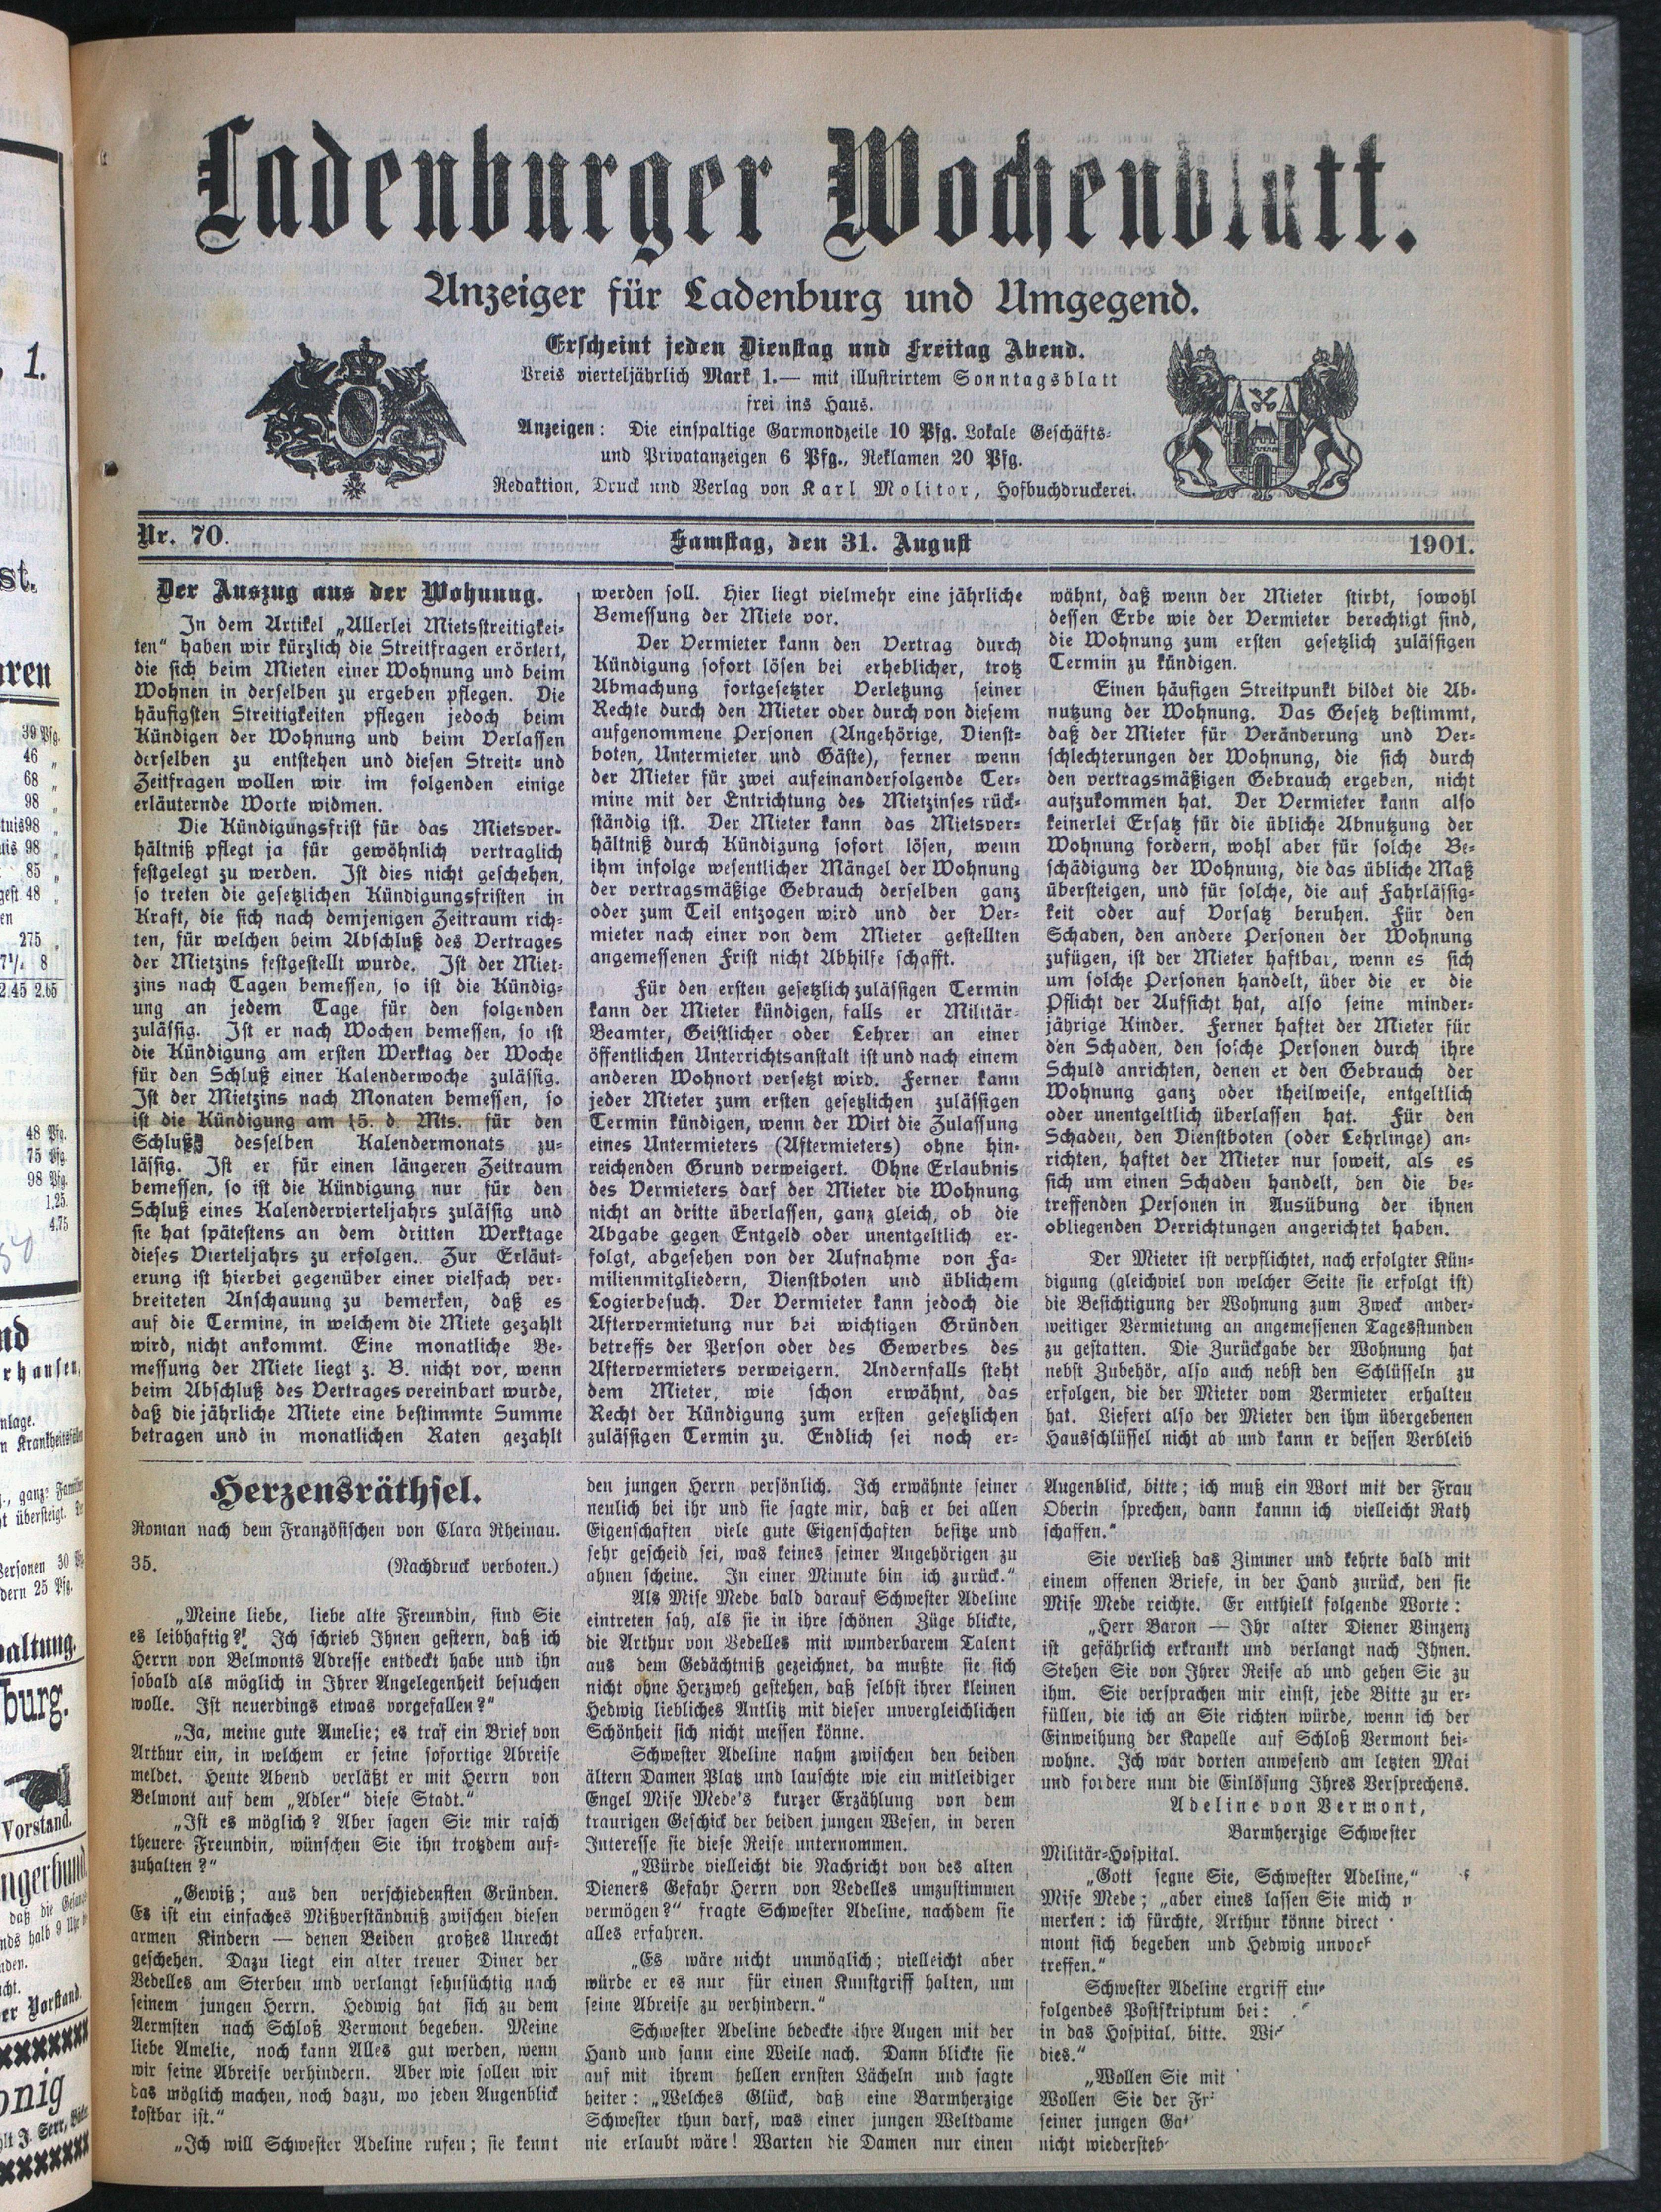 Ladenburger Wochenblatt.
Anzeiger für Ladenburg und Umgegend.
Erscheint jeden Dienstag und Freitag Abend.
Preis vierteljährlich Mark 1.— mit illustrirtem Sonntagsblatt
frei ins Haus.
Anzeigen: Die einspaltige Garmondzeile 10 Pfg. Lokale Geschäfts-
und Privatanzeigen 6 Pfg., Reklamen 20 Pfg.
Redaktion, Druck und Verlag von Karl Molitor, Hofbuchdruckerei.
Nr. 70. Samstag, den 31. August 1901.
Der Auszug aus der Wohnung.
In dem Artikel „Allerlei Mietsstreitigkei-
ten“ haben wir kürzlich die Streitfragen erörtert,
die sich beim Mieten einer Wohnung und beim
Wohnen in derselben zu ergeben pflegen. Die
häufigsten Streitigkeiten pflegen jedoch beim
Kündigen der Wohnung und beim Verlassen
derselben zu entstehen und diesen Streit- und
Zeitfragen wollen wir im folgenden einige
erläuternde Worte widmen.
Die Kündigungsfrist für das Mietsver-
hältniß pflegt ja für gewöhnlich vertraglich
festgelegt zu werden. Ist dies nicht geschehen,
so treten die gesetzlichen Kündigungsfristen in
Kraft, die sich nach demjenigen Zeitraum rich-
ten, für welchen beim Abschluß des Vertrages
der Mietzins festgestellt wurde. Ist der Miet-
zins nach Tagen bemessen, so ist die Kündig-
ung an jedem Tage für den folgenden
zulässig. Ist er nach Wochen bemessen, so ist
die Kündigung am ersten Werktag der Woche
für den Schluß einer Kalenderwoche zulässig.
Ist der Mietzins nach Monaten bemessen, so
ist die Kündigung am 15. d. Mts. für den
Schluß desselben Kalendermonats zu-
lässig. Ist er für einen längeren Zeitraum
bemessen, so ist die Kündigung nur für den
Schluß eines Kalendervierteljahrs zulässig und
sie hat spätestens an dem dritten Werktage
dieses Vierteljahrs zu erfolgen. Zur Erläut-
erung ist hierbei gegenüber einer vielfach ver-
breiteten Anschauung zu bemerken, daß es
auf die Termine, in welchem die Miete gezahlt
wird, nicht ankommt. Eine monatliche Be-
messung der Miete liegt z. B. nicht vor, wenn
beim Abschluß des Vertrages vereinbart wurde,
daß die jährliche Miete eine bestimmte Summe
betragen und in monatlichen Raten gezahlt
werden soll. Hier liegt vielmehr eine jährliche
Bemessung der Miete vor.
Der Vermieter kann den Vertrag durch
Kündigung sofort lösen bei erheblicher, trotz
Abmachung fortgesetzter Verletzung seiner
Rechte durch den Mieter oder durch von diesem
aufgenommene Personen (Angehörige, Dienst-
boten, Untermieter und Gäste), ferner wenn
der Mieter für zwei aufeinanderfolgende Ter-
mine mit der Entrichtung des Mietzinses rück-
ständig ist. Der Mieter kann das Mietsver-
hältniß durch Kündigung sofort lösen, wenn
ihm infolge wesentlicher Mängel der Wohnung
der vertragsmäßige Gebrauch derselben ganz
oder zum Teil entzogen wird und der Ver-
mieter nach einer von dem Mieter gestellten
angemessenen Frist nicht Abhilfe schafft.
Für den ersten gesetzlich zulässigen Termin
kann der Mieter kündigen, falls er Militär-
Beamter, Geistlicher oder Lehrer an einer
öffentlichen Unterrichtsanstalt ist und nach einem
anderen Wohnort versetzt wird. Ferner kann
jeder Mieter zum ersten gesetzlichen zulässigen
Termin kündigen, wenn der Wirt die Zulassung
eines Untermieters (Aftermieters) ohne hin-
reichenden Grund verweigert. Ohne Erlaubnis
des Vermieters darf der Mieter die Wohnung
nicht an dritte überlassen, ganz gleich, ob die
Abgabe gegen Entgeld oder unentgeltlich er-
folgt, abgesehen von der Aufnahme von Fa-
milienmitgliedern, Dienstboten und üblichem
Logierbesuch. Der Vermieter kann jedoch die
Aftervermietung nur bei wichtigen Gründen
betreffs der Person oder des Gewerbes des
Aftervermieters verweigern. Andernfalls steht
dem Mieter, wie schon erwähnt, das
Recht der Kündigung zum ersten gesetzlichen
zulässigen Termin zu. Endlich sei noch er-
wähnt, daß wenn der Mieter stirbt, sowohl
dessen Erbe wie der Vermieter berechtigt sind,
die Wohnung zum ersten gesetzlich zulässigen
Termin zu kündigen.
Einen häufigen Streitpunkt bildet die Ab-
nutzung der Wohnung. Das Gesetz bestimmt,
daß der Mieter für Veränderung und Ver-
schlechterungen der Wohnung, die sich durch
den vertragsmäßigen Gebrauch ergeben, nicht
aufzukommen hat. Der Vermieter kann also
keinerlei Ersatz für die übliche Abnutzung der
Wohnung fordern, wohl aber für solche Be-
schädigung der Wohnung, die das übliche Maß
übersteigen, und für solche, die auf Fahrlässig-
keit oder auf Vorsatz beruhen. Für den
Schaden, den andere Personen der Wohnung
zufügen, ist der Mieter haftbar, wenn es sich
um solche Personen handelt, über die er die
Pflicht der Aufsicht hat, also seine minder-
jährige Kinder. Ferner haftet der Mieter für
den Schaden, den solche Personen durch ihre
Schuld anrichten, denen er den Gebrauch der
Wohnung ganz oder theilweise, entgeltlich
oder unentgeltlich überlassen hat. Für den
Schaden, den Dienstboten (oder Lehrlinge) an-
richten, haftet der Mieter nur soweit, als es
sich um einen Schaden handelt, den die be-
treffenden Personen in Ausübung der ihnen
obliegenden Verrichtungen angerichtet haben.
Der Mieter ist verpflichtet, nach erfolgter Kün-
digung (gleichviel von welcher Seite sie erfolgt ist)
die Besichtigung der Wohnung zum Zweck ander-
weitiger Vermietung an angemessenen Tagesstunden
zu gestatten. Die Zurückgabe der Wohnung hat
nebst Zubehör, also auch nebst den Schlüsseln zu
erfolgen, die der Mieter vom Vermieter erhalten
hat. Liefert also der Mieter den ihm übergebenen
Hausschlüssel nicht ab und kann er dessen Verbleib
Herzensräthsel.
Roman nach dem Französischen von Clara Rheinau.
35. (Nachdruck verboten.)
„Meine liebe, liebe alte Freundin, sind Sie
es leibhaftig?! Ich schrieb Ihnen gestern, daß ich
Herrn von Belmonts Adresse entdeckt habe und ihn
sobald als möglich in Ihrer Angelegenheit besuchen
wolle. Ist neuerdings etwas vorgefallen?“
„Ja, meine gute Amelie; es traf ein Brief von
Arthur ein, in welchem er seine sofortige Abreise
meldet. Heute Abend verläßt er mit Herrn von
Belmont auf dem „Adler“ diese Stadt.“
„Ist es möglich? Aber sagen Sie mir rasch
theuere Freundin, wünschen Sie ihn trotzdem auf-
zuhalten?“
„Gewiß; aus den verschiedensten Gründen.
Es ist ein einfaches Mißverständniß zwischen diesen
armen Kindern — denen Beiden großes Unrecht
geschehen. Dazu liegt ein alter treuer Diner der
Vedelles am Sterben und verlangt sehnsüchtig nach
seinem jungen Herrn. Hedwig hat sich zu dem
Aermsten nach Schloß Vermont begeben. Meine
liebe Amelie, noch kann Alles gut werden, wenn
wir seine Abreise verhindern. Aber wie sollen wir
das möglich machen, noch dazu, wo jeden Augenblick
kostbar ist.“
„Ich will Schwester Adeline rufen; sie kennt
den jungen Herrn persönlich. Ich erwähnte seiner
neulich bei ihr und sie sagte mir, daß er bei allen
Eigenschaften viele gute Eigenschaften besitze und
sehr gescheid sei, was keines seiner Angehörigen zu
ahnen scheine. In einer Minute bin ich zurück.“
Als Mise Mede bald darauf Schwester Adeline
eintreten sah, als sie in ihre schönen Züge blickte,
die Arthur von Vedelles mit wunderbarem Talent
aus dem Gedächtniß gezeichnet, da mußte sie sich
nicht ohne Herzweh gestehen, daß selbst ihrer kleinen
Hedwig liebliches Antlitz mit dieser unvergleichlichen
Schönheit sich nicht messen könne.
Schwester Adeline nahm zwischen den beiden
ältern Damen Platz und lauschte wie ein mitleidiger
Engel Mise Mede's kurzer Erzählung von dem
traurigen Geschick der beiden jungen Wesen, in deren
Interesse sie diese Reise unternommen.
„Würde vielleicht die Nachricht von des alten
Dieners Gefahr Herrn von Vedelles umzustimmen
vermögen?“ fragte Schwester Adeline, nachdem sie
alles erfahren.
„Es wäre nicht unmöglich; vielleicht aber
würde er es nur für einen Kunstgriff halten, um
seine Abreise zu verhindern.“
Schwester Adeline bedeckte ihre Augen mit der
Hand und sann eine Weile nach. Dann blickte sie
auf mit ihrem hellen ernsten Lächeln und sagte
heiter: „Welches Glück, daß eine Barmherzige
Schwester thun darf, was einer jungen Weltdame
nie erlaubt wäre! Warten die Damen nur einen
Augenblick, bitte; ich muß ein Wort mit der Frau
Oberin sprechen, dann kannn ich vielleicht Rath
schaffen.“
Sie verließ das Zimmer und kehrte bald mit
einem offenen Briefe, in der Hand zurück, den sie
Mise Mede reichte. Er enthielt folgende Worte:
„Herr Baron — Ihr alter Diener Vinzenz
ist gefährlich erkrankt und verlangt nach Ihnen.
Stehen Sie von Ihrer Reise ab und gehen Sie zu
ihm. Sie versprachen mir einst, jede Bitte zu er-
füllen, die ich an Sie richten würde, wenn ich der
Einweihung der Kapelle auf Schloß Vermont bei-
wohne. Ich war dorten anwesend am letzten Mai
und fordere nun die Einlösung Ihres Versprechens.
Adeline von Vermont,
Barmherzige Schwester
Militär-Hospital.
„Gott segne Sie, Schwester Adeline,“
Mise Mede; „aber eines lassen Sie mich
merken: ich fürchte, Arthur könne direct
mont sich begeben und Hedwig
treffen.“
Schwester Adeline ergriff
folgendes Postskriptum bei:
in das Hospital, bitte.
dies.“
„Wollen Sie mit
Wollen Sie der
seiner jungen
nicht
1.
st.
ren
39 Pfg.
46 „
68 „
98 „
98 „
98 „
85 „
48 „
275 „
8
2.45 2.65
48 Pfg.
75 Pfg.
98 Pfg.
1.25.
4.75
burg.
Vorstand.